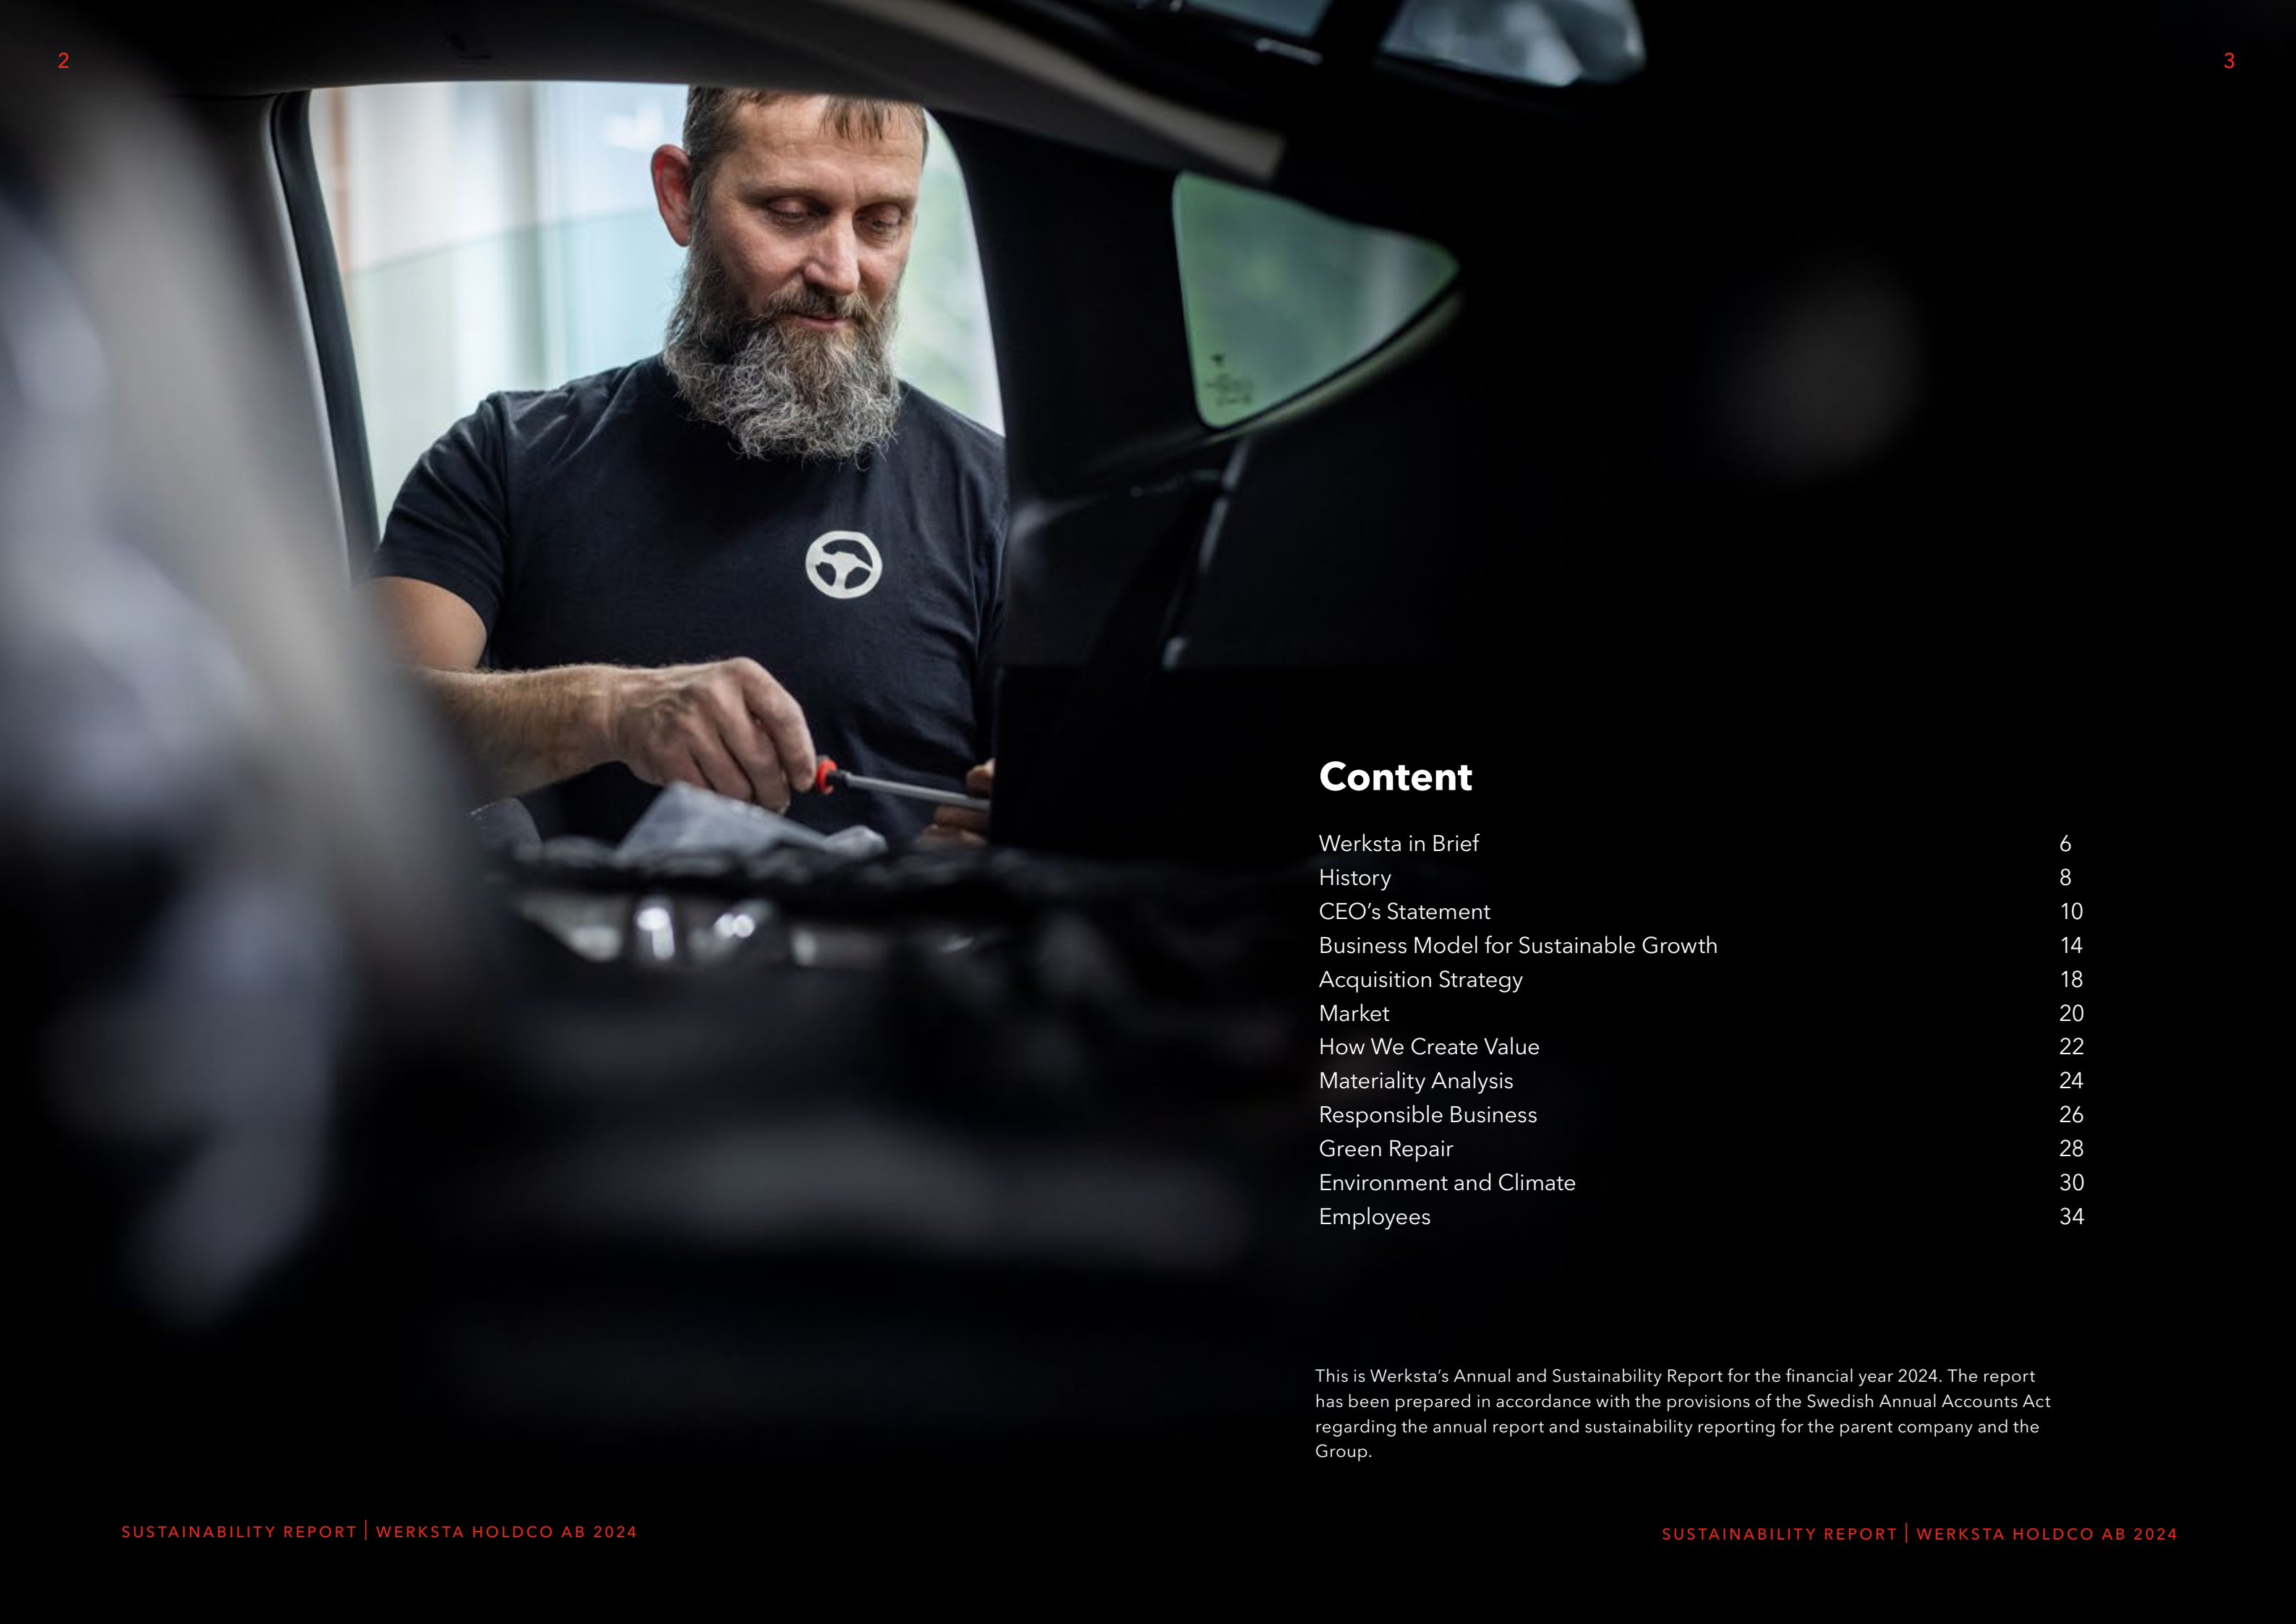 2
3
Content
Werksta in Brief 6
History 8
CEO’s Statement 10
Business Model for Sustainable Growth 14
Acquisition Strategy 18
Market 20
How We Create Value 22
Materiality Analysis 24
Responsible Business 26
Green Repair 28
Environment and Climate 30
Employees 34
This is Werksta’s Annual and Sustainability Report for the financial year 2024. The report
has been prepared in accordance with the provisions of the Swedish Annual Accounts Act
regarding the annual report and sustainability reporting for the parent company and the
Group.
SUSTAINABILITY REPORT | WERKSTA HOLDCO AB 2024
SUSTAINABILITY REPORT | WERKSTA HOLDCO AB 2024